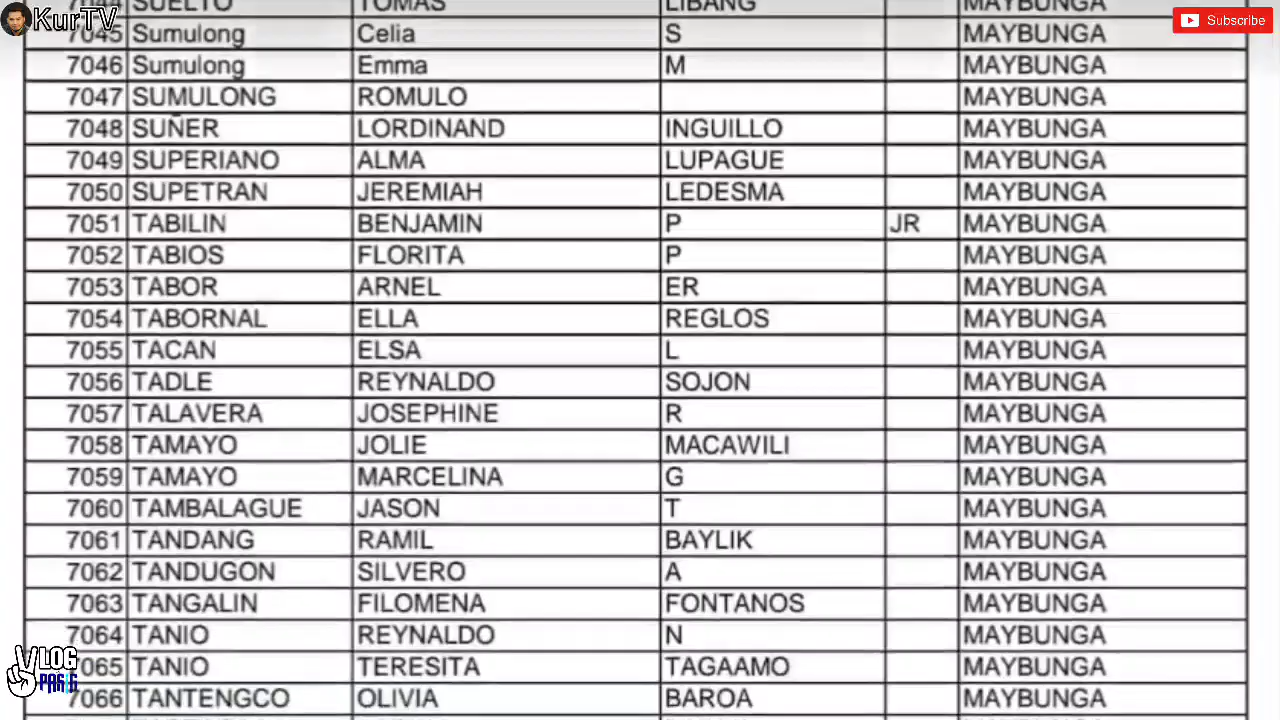 KurTV
Subscribe
7044 SUELTO TOMAS LIBANG MAYBUNGA
7045 Sumulong Celia S MAYBUNGA
7046 Sumulong Emma M MAYBUNGA
7047 SUMULONG ROMULO MAYBUNGA
7048 SUÑER LORDINAND INGUILLO MAYBUNGA
7049 SUPERIANO ALMA LUPAGUE MAYBUNGA
7050 SUPETRAN JEREMIAH LEDESMA MAYBUNGA
7051 TABILIN BENJAMIN P JR MAYBUNGA
7052 TABIOS FLORITA P MAYBUNGA
7053 TABOR ARNEL ER MAYBUNGA
7054 TABORNAL ELLA REGLOS MAYBUNGA
7055 TACAN ELSA L MAYBUNGA
7056 TADLE REYNALDO SOJON MAYBUNGA
7057 TALAVERA JOSEPHINE R MAYBUNGA
7058 TAMAYO JOLIE MACAWILI MAYBUNGA
7059 TAMAYO MARCELINA G MAYBUNGA
7060 TAMBALAGUE JASON T MAYBUNGA
7061 TANDANG RAMIL BAYLIK MAYBUNGA
7062 TANDUGON SILVERO A MAYBUNGA
7063 TANGALIN FILOMENA FONTANOS MAYBUNGA
7064 TANIO REYNALDO N MAYBUNGA
7065 TANIO TERESITA TAGAAMO MAYBUNGA
7066 TANTENGCO OLIVIA BAROA MAYBUNGA
VLOG